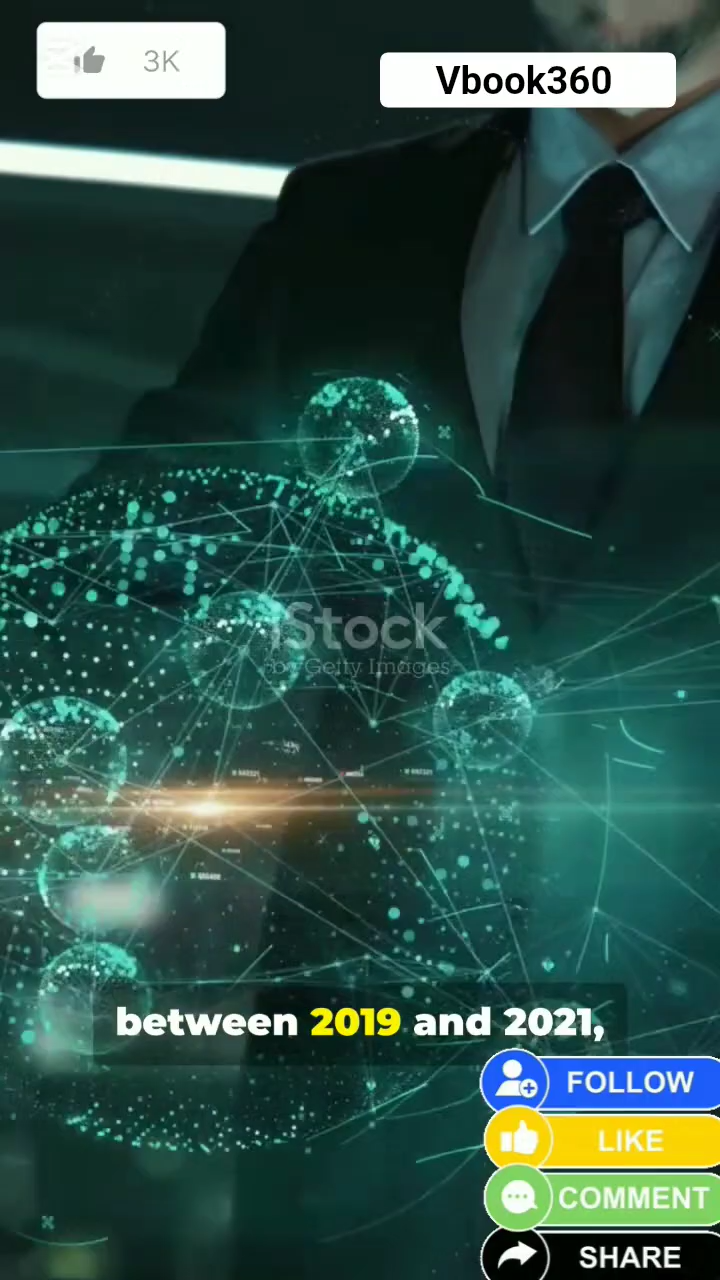 3K
Vbook360
iStock
by Getty Images
between 2019 and 2021,
FOLLOW
LIKE
COMMENT
SHARE